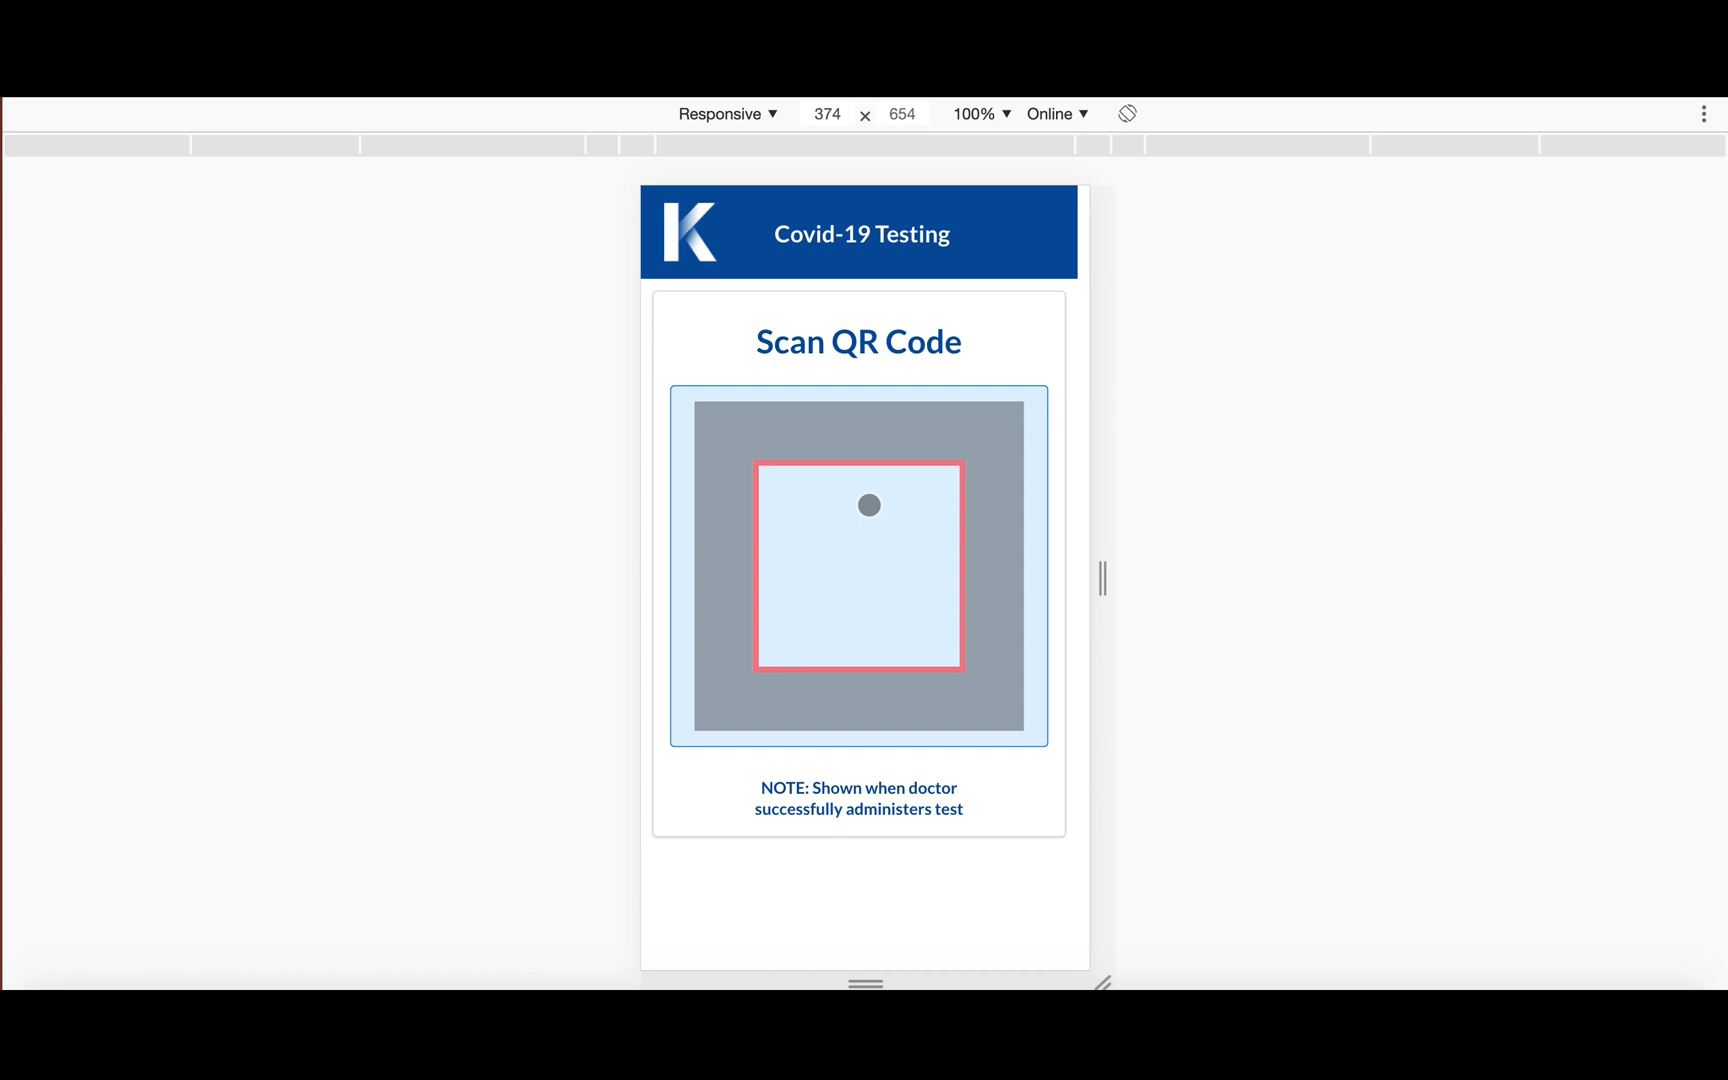 Responsive ▼ 374 × 654 100% ▼ Online ▼
K Covid-19 Testing
Scan QR Code
NOTE: Shown when doctor
successfully administers test